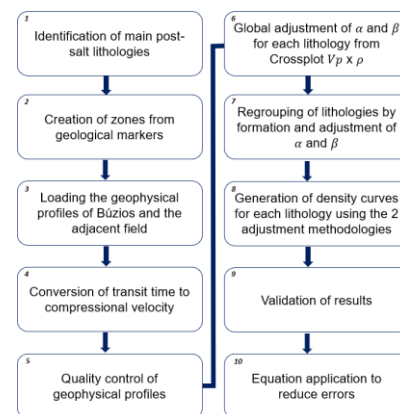 1
Identification of main post-
salt lithologies
2
Creation of zones from
geological markers
3
Loading the geophysical
profiles of Búzios and the
adjacent field
4
Conversion of transit time to
compressional velocity
5
Quality control of
geophysical profiles
6
Global adjustment of α and β
for each lithology from
Crossplot Vp x ρ
7
Regrouping of lithologies by
formation and adjustment of
α and β
8
Generation of density curves
for each lithology using the 2
adjustment methodologies
9
Validation of results
10
Equation application to
reduce errors